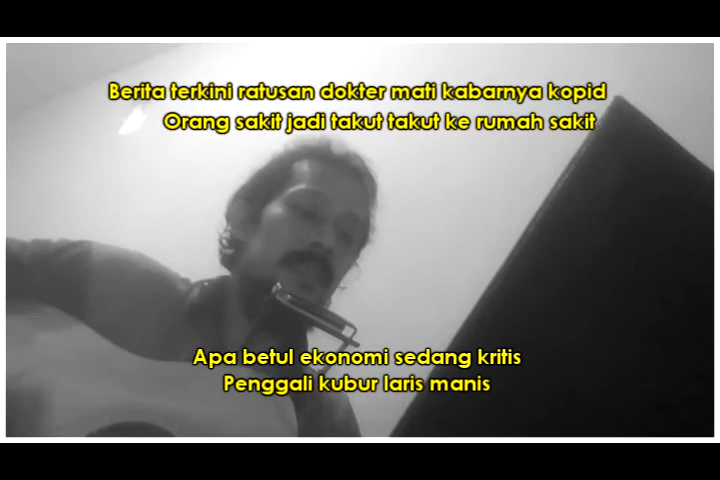 Berita terkini ratusan dokter mati kabarnya kopid
Orang sakit jadi takut takut ke rumah sakit
Apa betul ekonomi sedang kritis
Penggali kubur laris manis